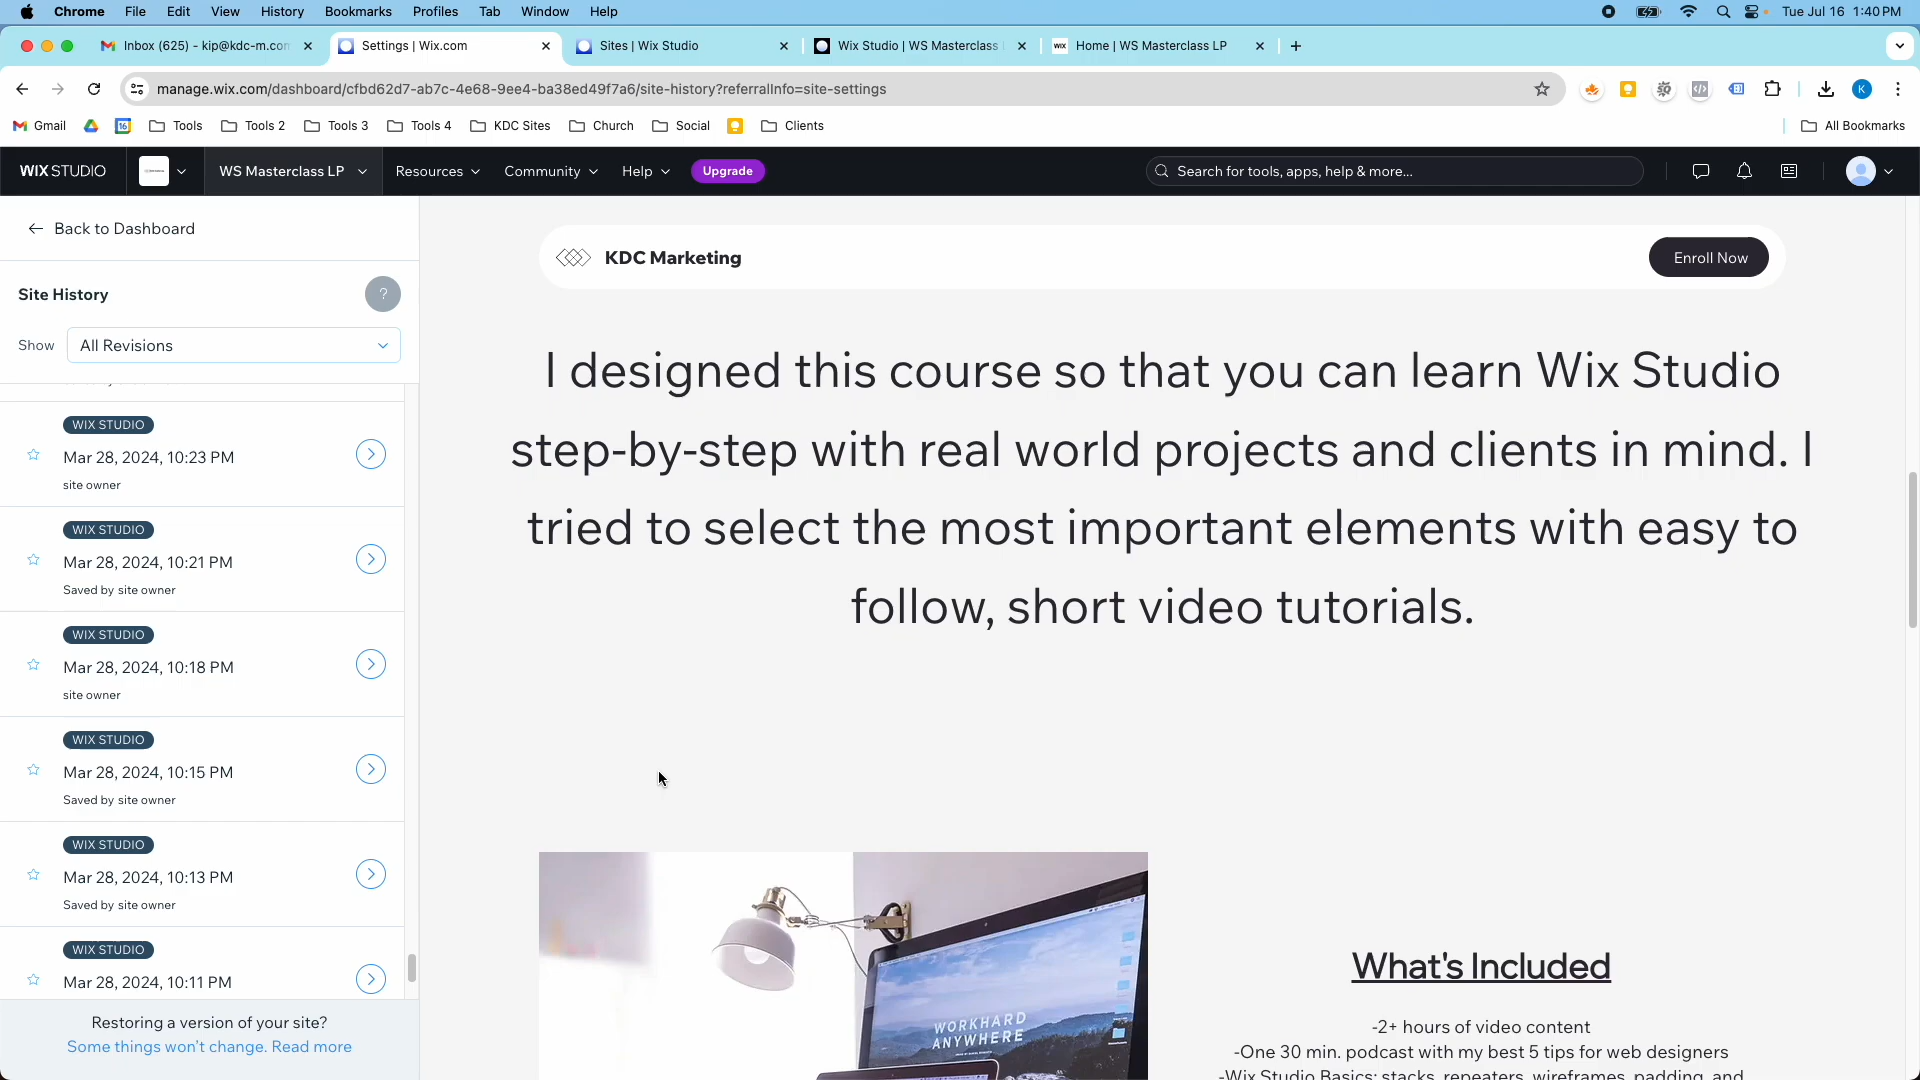 Chrome File Edit View History Bookmarks Profiles Tab Window Help Tue Jul 16 1:40 PM
Inbox (625) - kip@kdc-m.com Settings | Wix.com Sites | Wix Studio Wix Studio | WS Masterclass Home | WS Masterclass LP
manage.wix.com/dashboard/cfbd62d7-ab7c-4e68-9ee4-ba38ed49f7a6/site-history?referralInfo=site-settings
Gmail Tools Tools 2 Tools 3 Tools 4 KDC Sites Church Social Clients All Bookmarks
WIX STUDIO WS Masterclass LP Resources Community Help Upgrade Search for tools, apps, help & more...
Back to Dashboard
Site History ?
Show All Revisions
WIX STUDIO
Mar 28, 2024, 10:23 PM
site owner
WIX STUDIO
Mar 28, 2024, 10:21 PM
Saved by site owner
WIX STUDIO
Mar 28, 2024, 10:18 PM
site owner
WIX STUDIO
Mar 28, 2024, 10:15 PM
Saved by site owner
WIX STUDIO
Mar 28, 2024, 10:13 PM
Saved by site owner
WIX STUDIO
Mar 28, 2024, 10:11 PM
Restoring a version of your site?
Some things won't change. Read more
KDC Marketing Enroll Now
I designed this course so that you can learn Wix Studio
step-by-step with real world projects and clients in mind. I
tried to select the most important elements with easy to
follow, short video tutorials.
WORKHARD
ANYWHERE
What's Included
-2+ hours of video content
-One 30 min. podcast with my best 5 tips for web designers
-Wix Studio Basics: stacks, repeaters, wireframes, padding, and